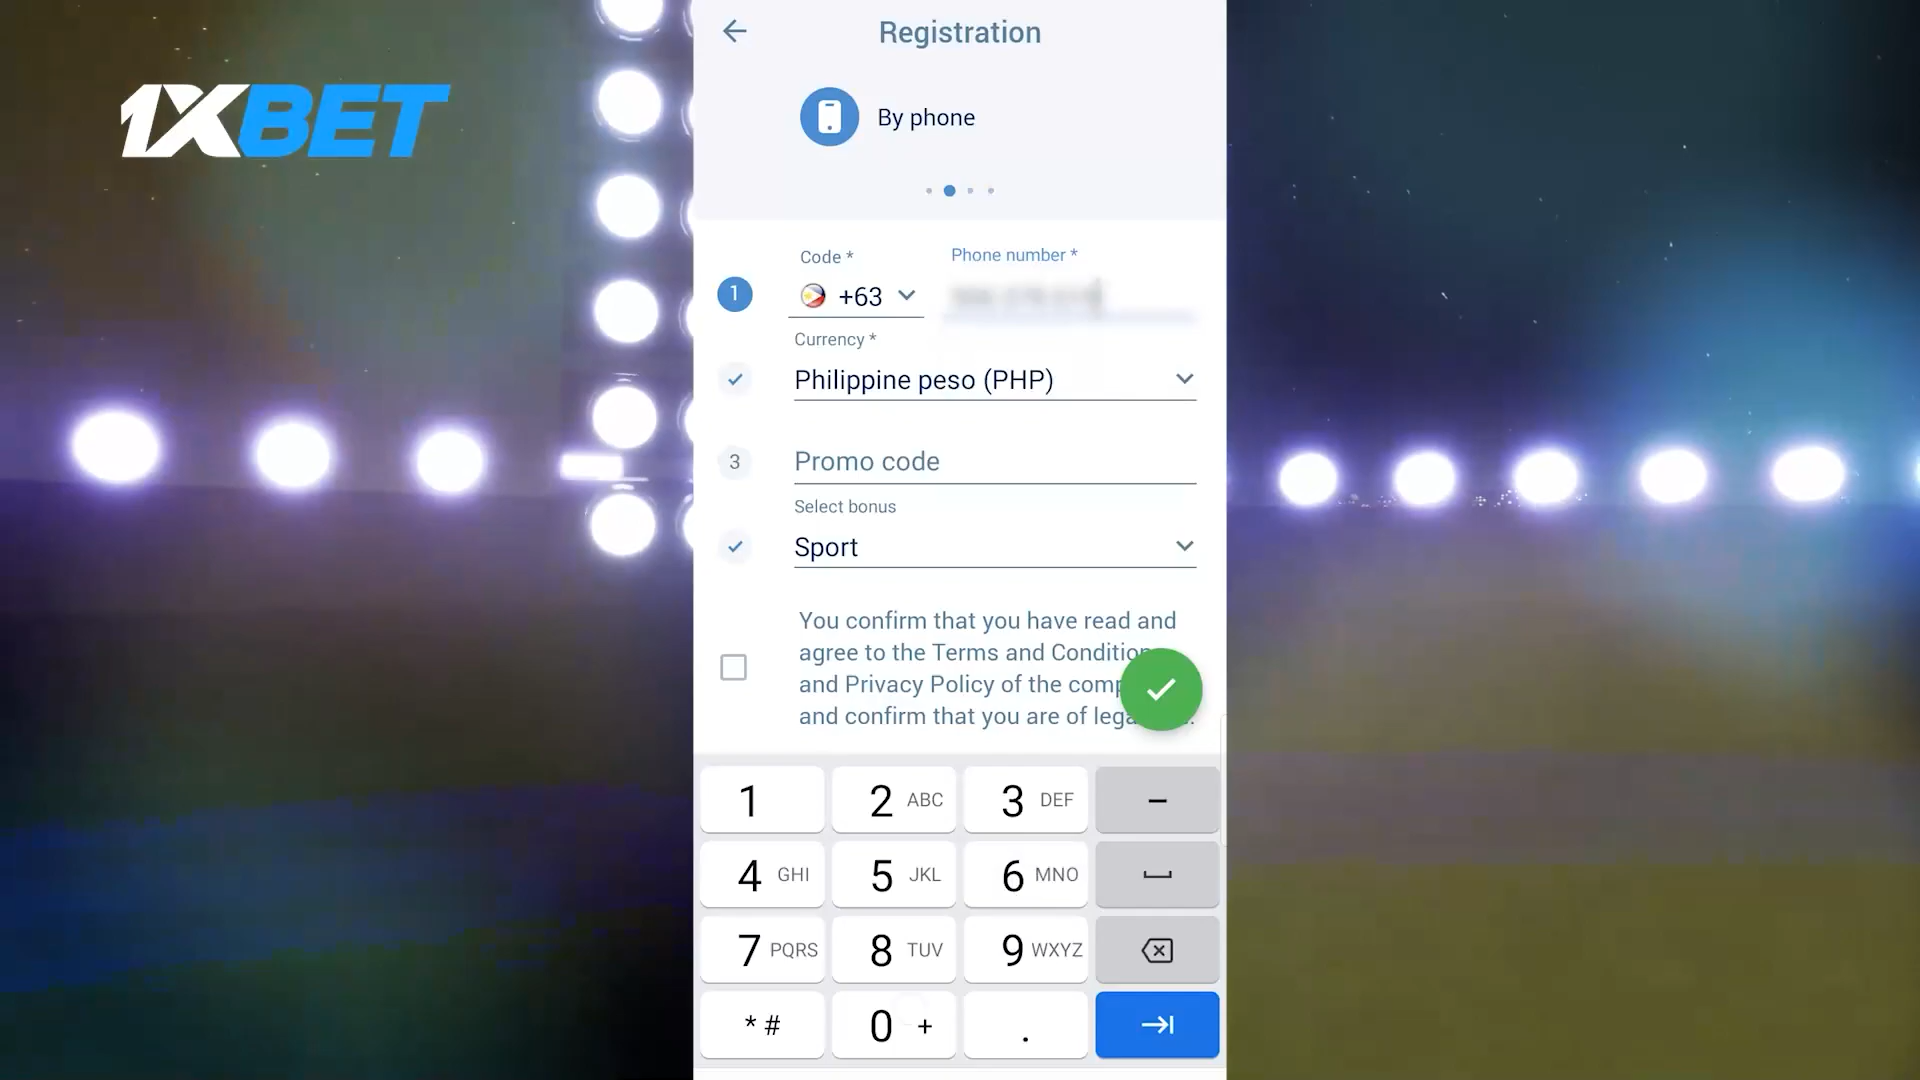 1XBET
Registration
By phone
Code *
Phone number *
1
+63
Currency *
Philippine peso (PHP)
3
Promo code
Select bonus
Sport
You confirm that you have read and
agree to the Terms and Condition
and Privacy Policy of the comp
and confirm that you are of lega
1
2 ABC
3 DEF
-
4 GHI
5 JKL
6 MNO
7 PQRS
8 TUV
9 WXYZ
* #
0 +
.